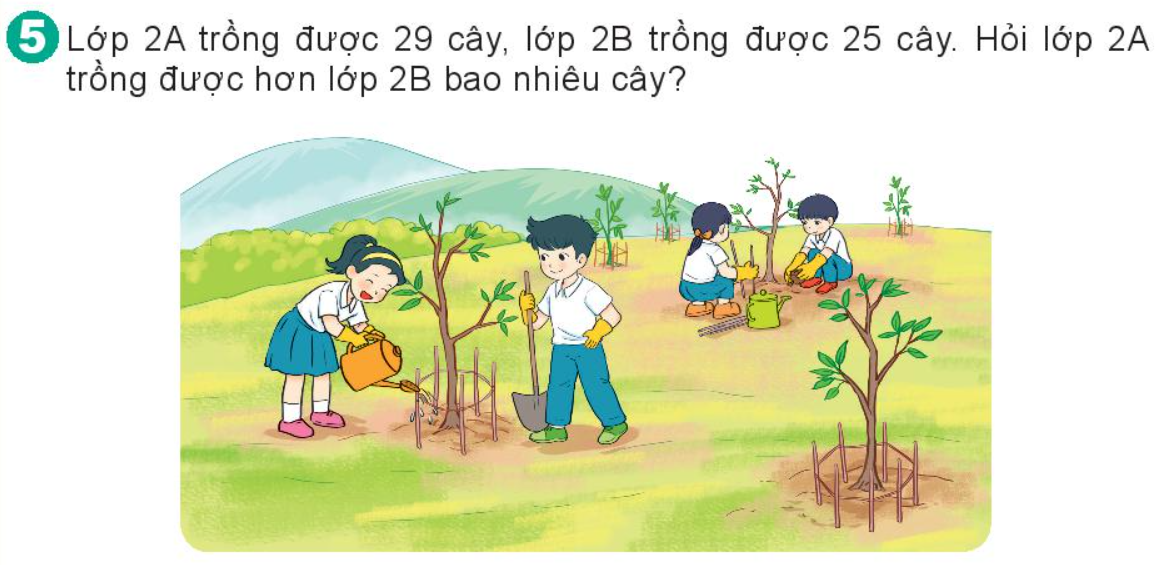 5 Lớp 2A trồng được 29 cây, lớp 2B trồng được 25 cây. Hỏi lớp 2A
trồng được hơn lớp 2B bao nhiêu cây?